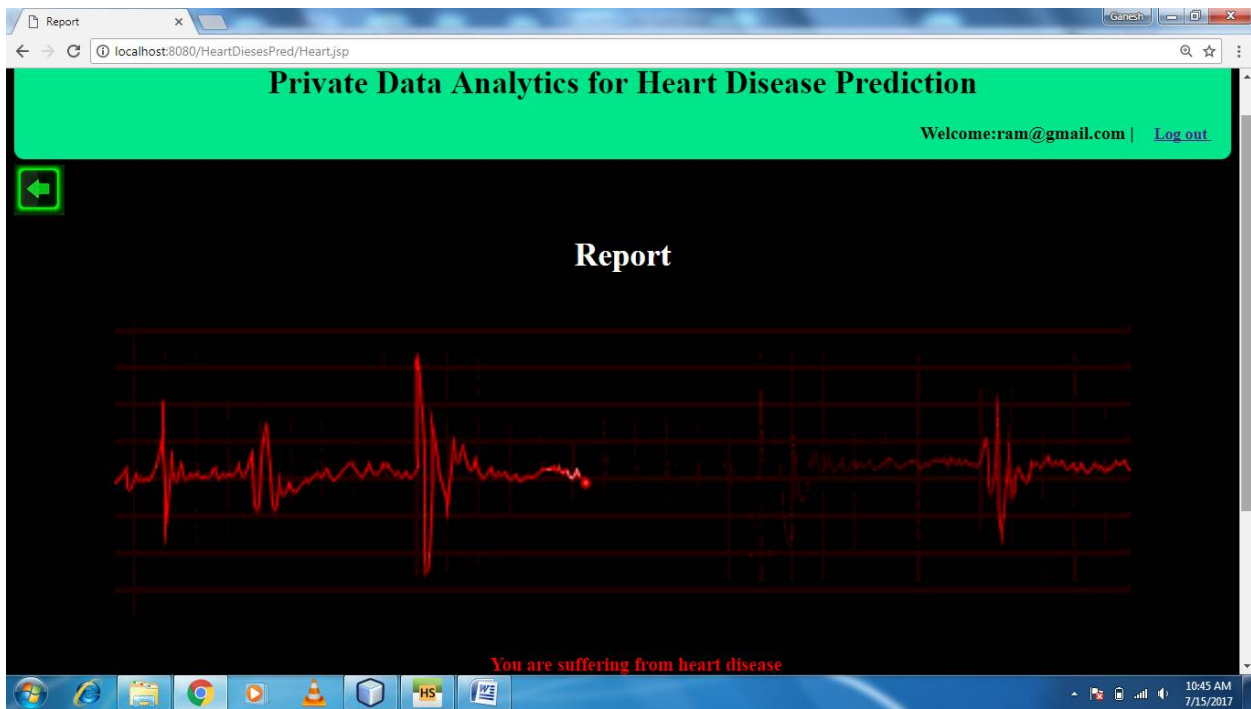 Report
Ganesh
localhost:8080/HeartDiesesPred/Heart.jsp
Private Data Analytics for Heart Disease Prediction
Welcome:ram@gmail.com | Log out
Report
You are suffering from heart disease
HS
W
10:45 AM
7/15/2017